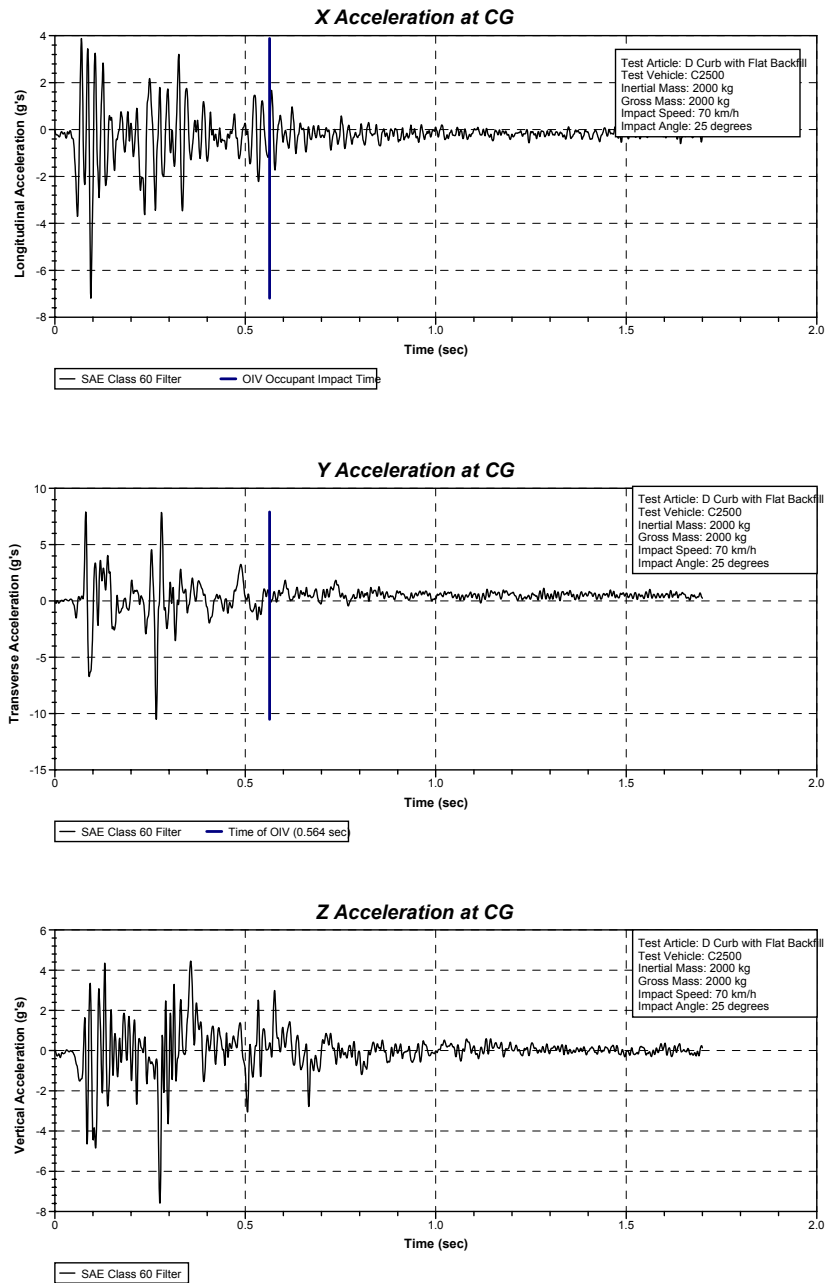 X Acceleration at CG
4
2
0
-2
-4
-6
-8
Longitudinal Acceleration (g's)
Test Article: D Curb with Flat Backfill
Test Vehicle: C2500
Inertial Mass: 2000 kg
Gross Mass: 2000 kg
Impact Speed: 70 km/h
Impact Angle: 25 degrees
0 0.5 1.0 1.5 2.0
Time (sec)
SAE Class 60 Filter OIV Occupant Impact Time
Y Acceleration at CG
10
5
0
-5
-10
-15
Transverse Acceleration (g's)
Test Article: D Curb with Flat Backfill
Test Vehicle: C2500
Inertial Mass: 2000 kg
Gross Mass: 2000 kg
Impact Speed: 70 km/h
Impact Angle: 25 degrees
0 0.5 1.0 1.5 2.0
Time (sec)
SAE Class 60 Filter Time of OIV (0.564 sec)
Z Acceleration at CG
6
4
2
0
-2
-4
-6
-8
Vertical Acceleration (g's)
Test Article: D Curb with Flat Backfill
Test Vehicle: C2500
Inertial Mass: 2000 kg
Gross Mass: 2000 kg
Impact Speed: 70 km/h
Impact Angle: 25 degrees
0 0.5 1.0 1.5 2.0
Time (sec)
SAE Class 60 Filter